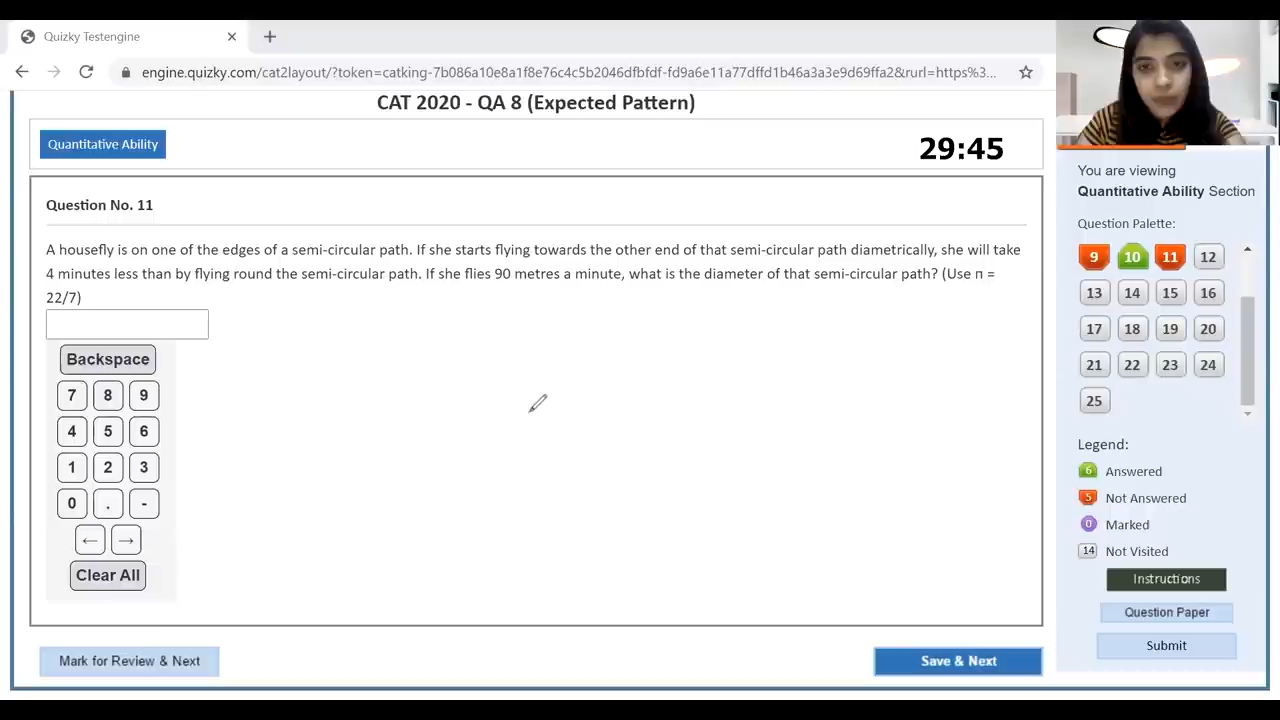 Quizky Testengine
engine.quizky.com/cat2layout/?token=catking-7b086a10e8a1f8e76c4c5b2046dfbfdf-fd9a6e11a77dffd1b46a3a3e9d69ffa2&rurl=https%3...
CAT 2020 - QA 8 (Expected Pattern)
Quantitative Ability
29:45
Question No. 11
A housefly is on one of the edges of a semi-circular path. If she starts flying towards the other end of that semi-circular path diametrically, she will take
4 minutes less than by flying round the semi-circular path. If she flies 90 metres a minute, what is the diameter of that semi-circular path? (Use π =
22/7)
Backspace
7 8 9
4 5 6
1 2 3
0 . -
← →
Clear All
Mark for Review & Next
Save & Next
You are viewing
Quantitative Ability Section
Question Palette:
9 10 11 12
13 14 15 16
17 18 19 20
21 22 23 24
25
Legend:
6 Answered
5 Not Answered
0 Marked
14 Not Visited
Instructions
Question Paper
Submit